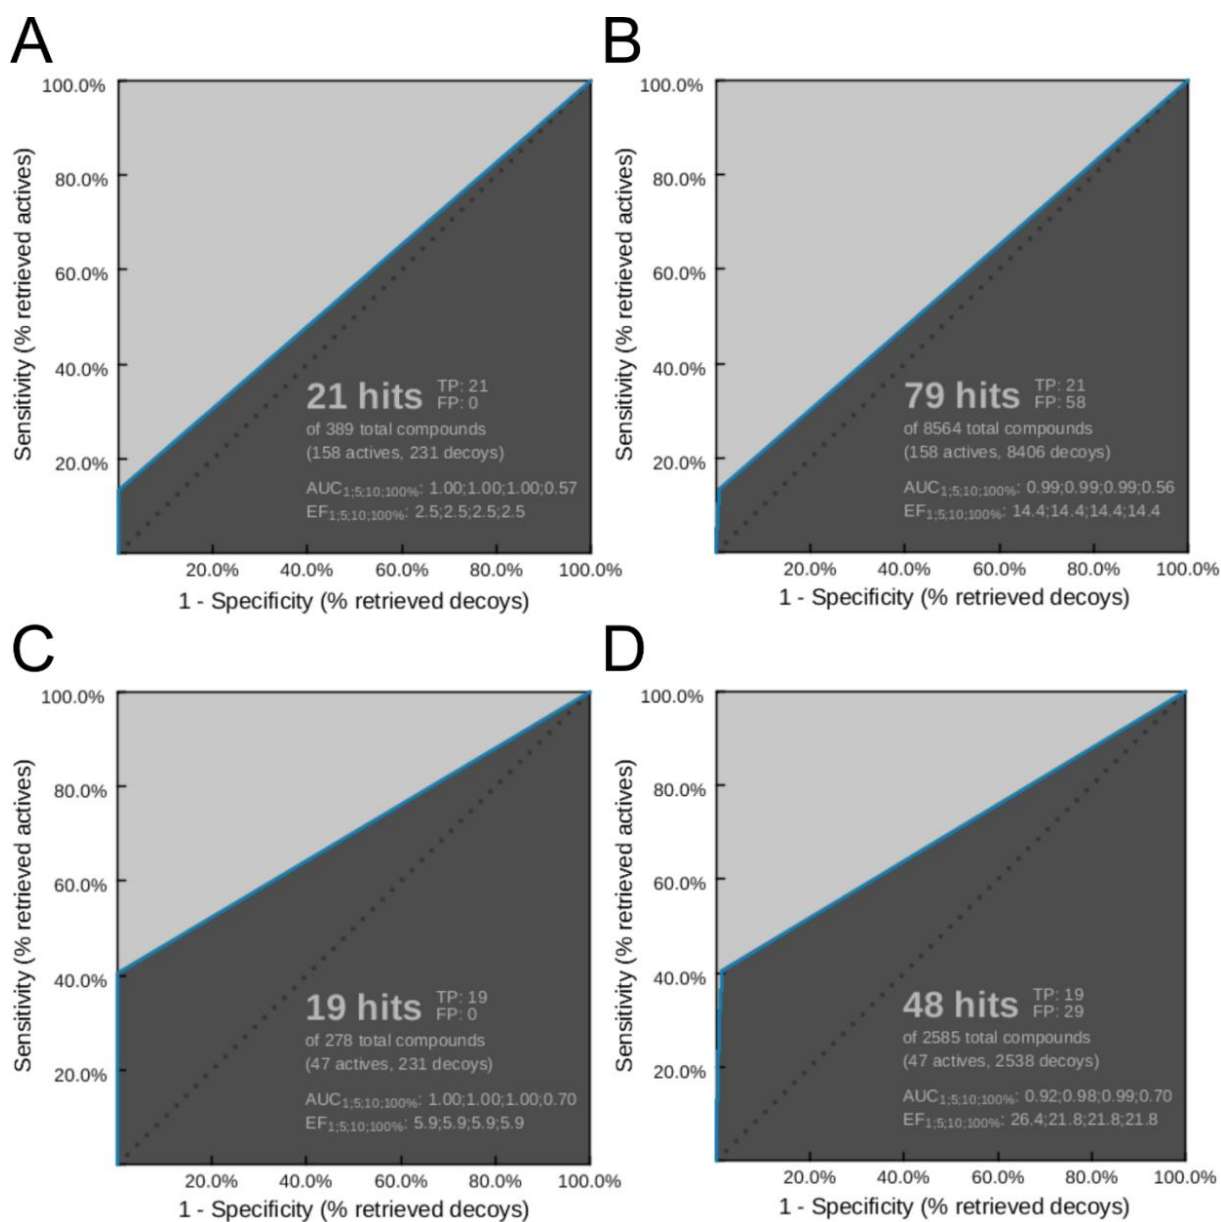 A
Sensitivity (% retrieved actives)
100.0%
80.0%
60.0%
40.0%
20.0%
21 hits TP: 21
FP: 0
of 389 total compounds
(158 actives, 231 decoys)
AUC1;5;10;100%: 1.00;1.00;1.00;0.57
EF1;5;10;100%: 2.5;2.5;2.5;2.5
20.0% 40.0% 60.0% 80.0% 100.0%
1 - Specificity (% retrieved decoys)
B
Sensitivity (% retrieved actives)
100.0%
80.0%
60.0%
40.0%
20.0%
79 hits TP: 21
FP: 58
of 8564 total compounds
(158 actives, 8406 decoys)
AUC1;5;10;100%: 0.99;0.99;0.99;0.56
EF1;5;10;100%: 14.4;14.4;14.4;14.4
20.0% 40.0% 60.0% 80.0% 100.0%
1 - Specificity (% retrieved decoys)
C
Sensitivity (% retrieved actives)
100.0%
80.0%
60.0%
40.0%
20.0%
19 hits TP: 19
FP: 0
of 278 total compounds
(47 actives, 231 decoys)
AUC1;5;10;100%: 1.00;1.00;1.00;0.70
EF1;5;10;100%: 5.9;5.9;5.9;5.9
20.0% 40.0% 60.0% 80.0% 100.0%
1 - Specificity (% retrieved decoys)
D
Sensitivity (% retrieved actives)
100.0%
80.0%
60.0%
40.0%
20.0%
48 hits TP: 19
FP: 29
of 2585 total compounds
(47 actives, 2538 decoys)
AUC1;5;10;100%: 0.92;0.98;0.99;0.70
EF1;5;10;100%: 26.4;21.8;21.8;21.8
20.0% 40.0% 60.0% 80.0% 100.0%
1 - Specificity (% retrieved decoys)